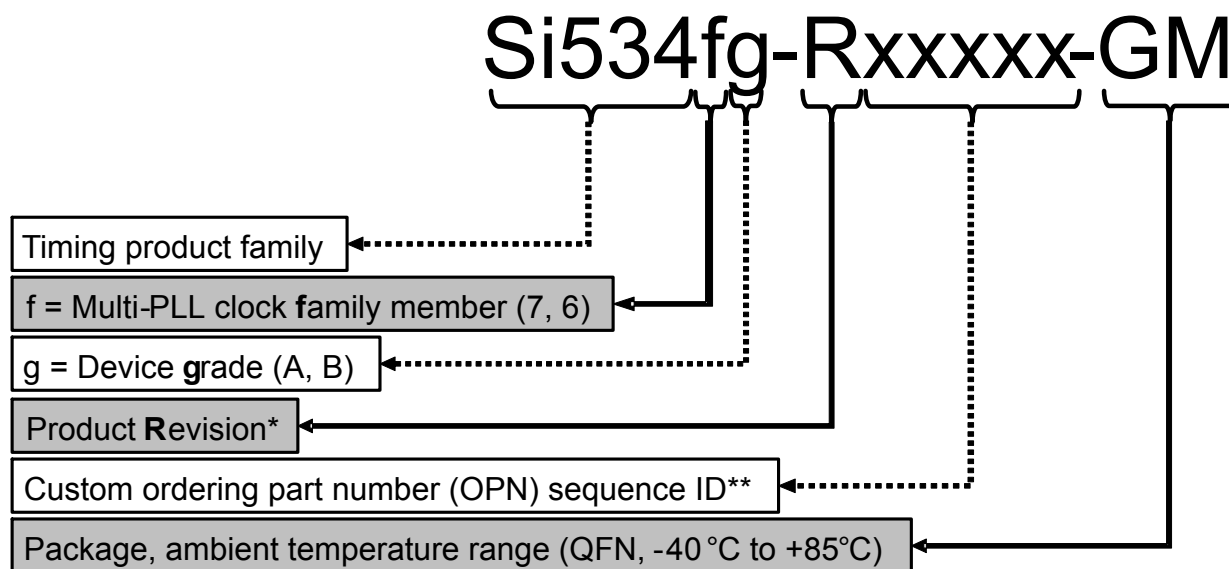 Si534fg-Rxxxxx-GM
Timing product family
f = Multi-PLL clock family member (7, 6)
g = Device grade (A, B)
Product Revision*
Custom ordering part number (OPN) sequence ID**
Package, ambient temperature range (QFN, -40 °C to +85°C)